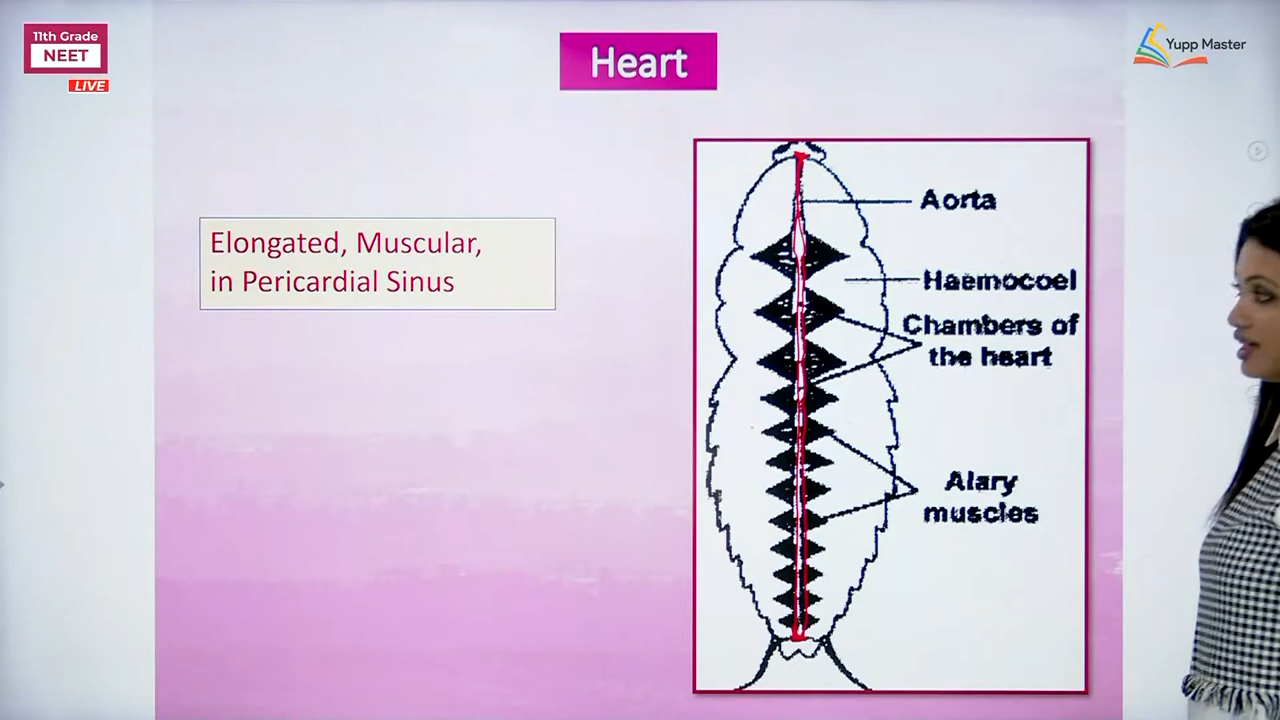 11th Grade
NEET
LIVE
Heart
Yupp Master
Elongated, Muscular,
in Pericardial Sinus
Aorta
Haemocoel
Chambers of
the heart
Alary
muscles